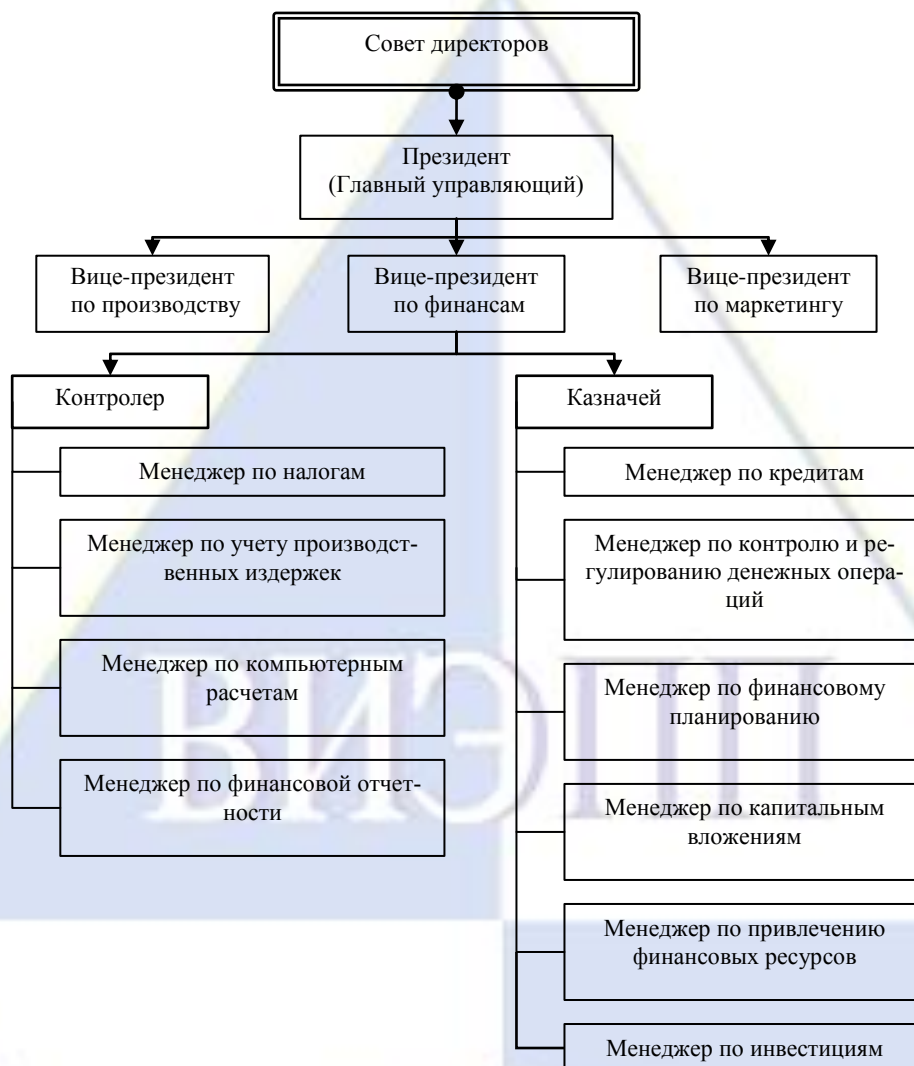 Совет директоров
Президент
(Главный управляющий)
Вице-президент
по производству
Вице-президент
по финансам
Вице-президент
по маркетингу
Контролер
Казначей
Менеджер по налогам
Менеджер по учету производст-
венных издержек
Менеджер по компьютерным
расчетам
Менеджер по финансовой отчет-
ности
Менеджер по кредитам
Менеджер по контролю и ре-
гулированию денежных опера-
ций
Менеджер по финансовому
планированию
Менеджер по капитальным
вложениям
Менеджер по привлечению
финансовых ресурсов
Менеджер по инвестициям
ВИЭПП